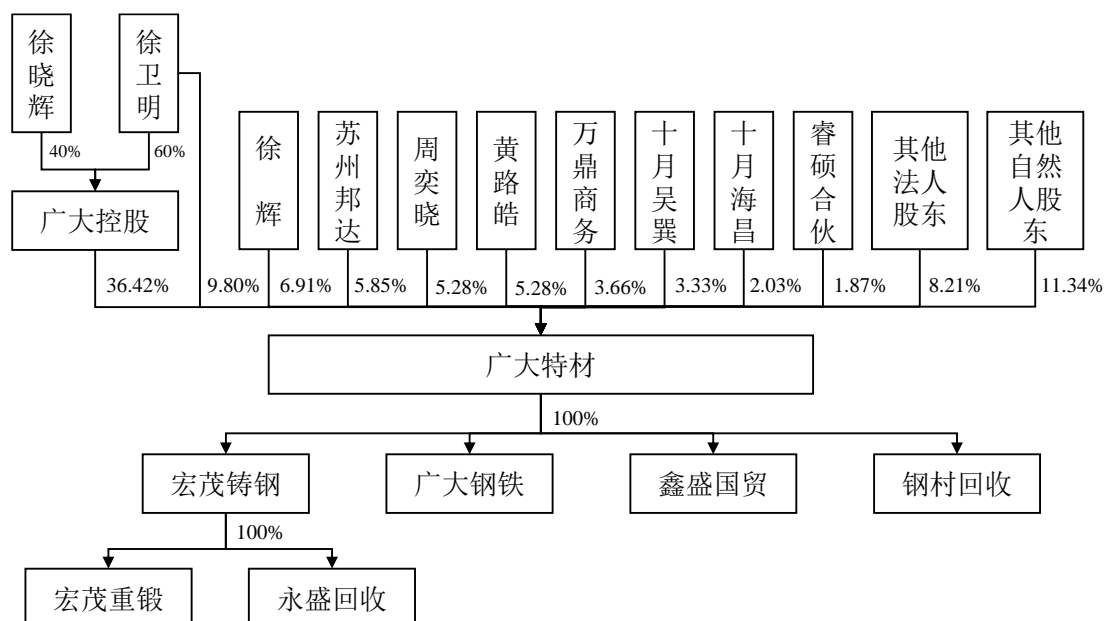 徐晓辉
徐卫明
40%
60%
广大控股
徐辉
苏州邦达
周奕晓
黄路皓
万鼎商务
十月吴巽
十月海昌
睿硕合伙
其他法人股东
其他自然人股东
36.42%
9.80%
6.91%
5.85%
5.28%
5.28%
3.66%
3.33%
2.03%
1.87%
8.21%
11.34%
广大特材
100%
宏茂铸钢
广大钢铁
鑫盛国贸
钢村回收
100%
宏茂重锻
永盛回收